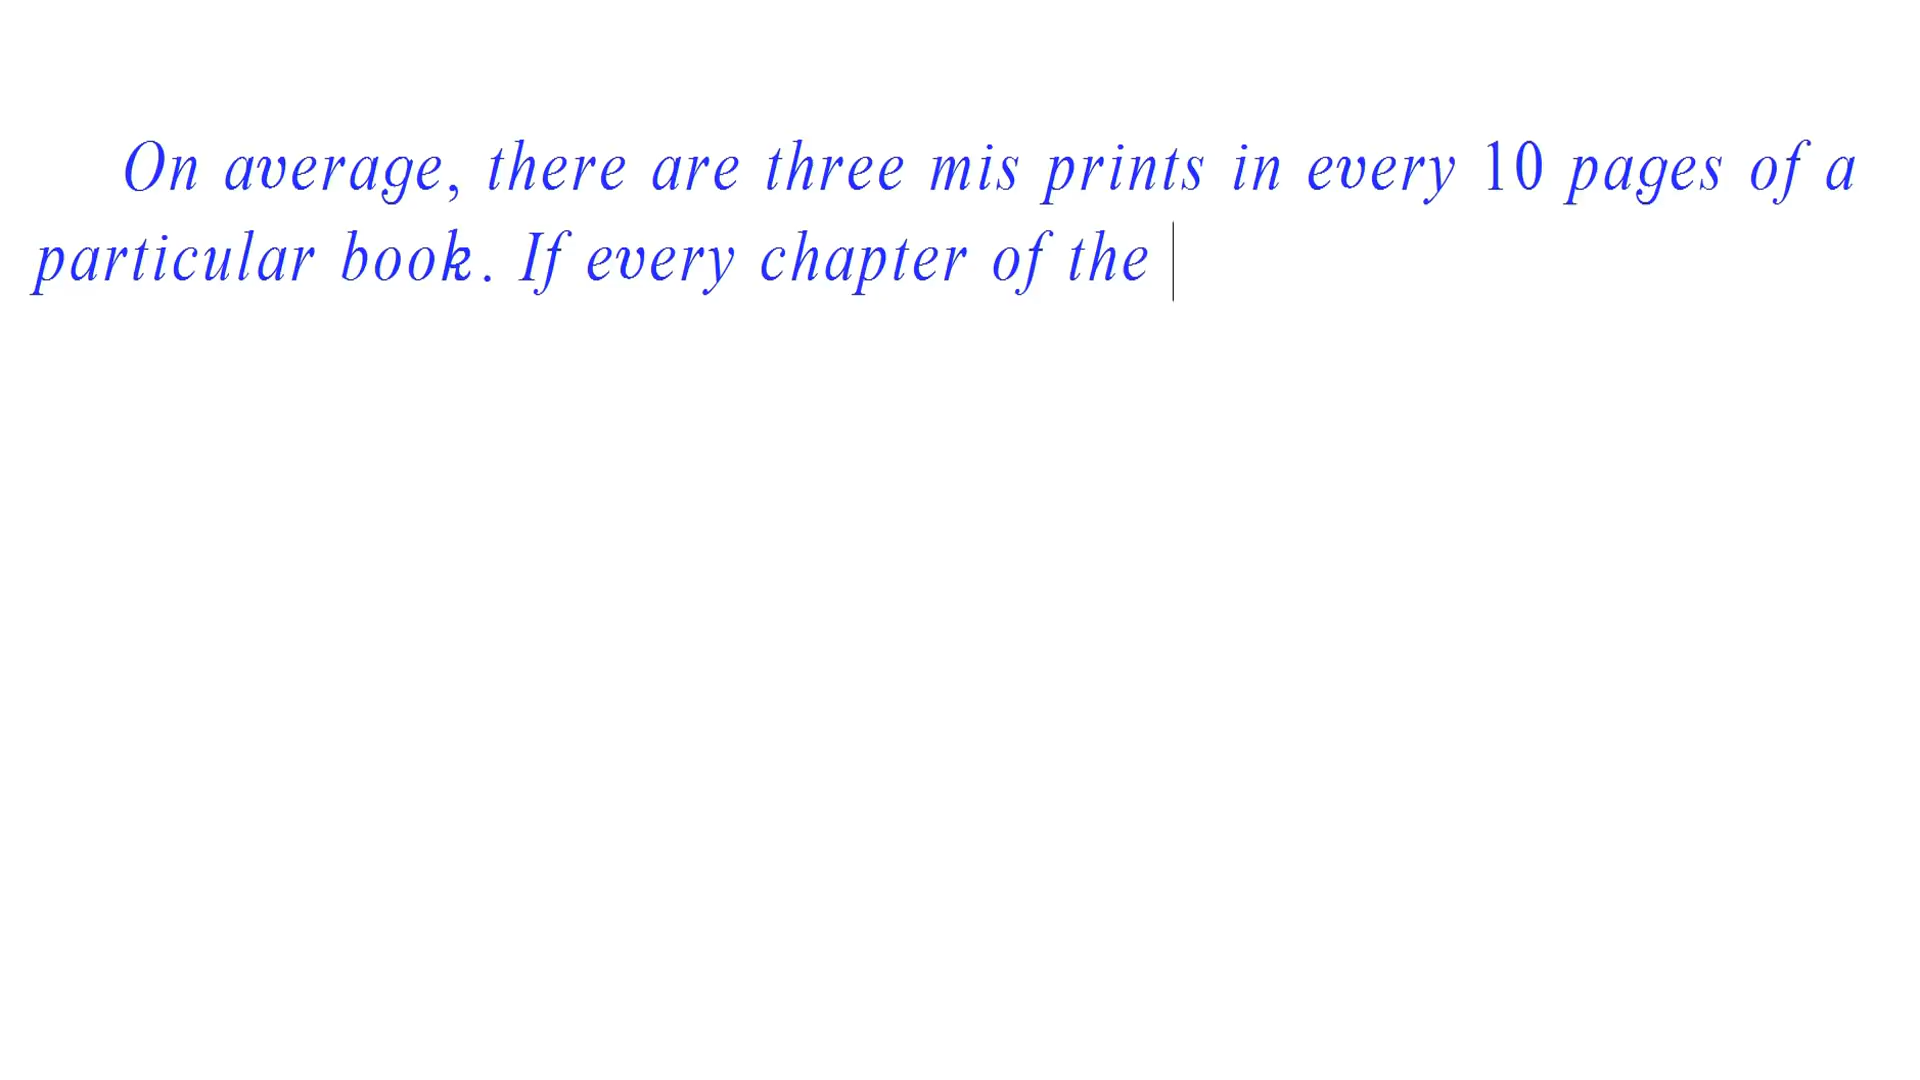 On average, there are three mis prints in every 10 pages of a
particular book. If every chapter of the